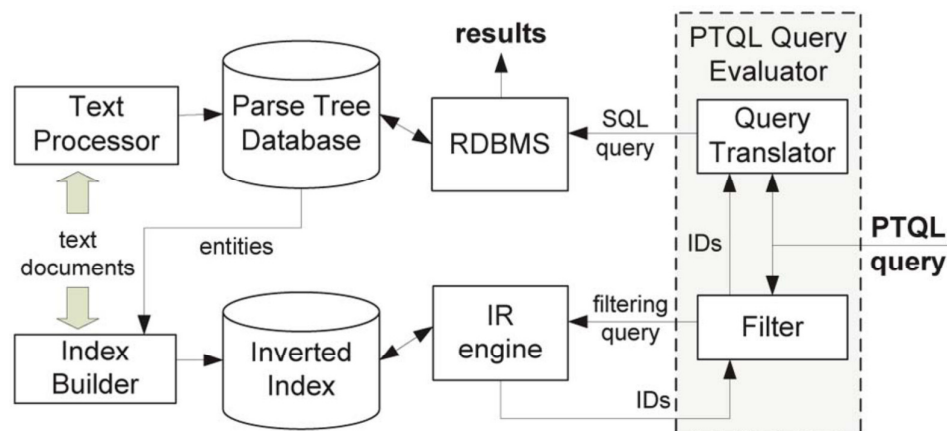 results
PTQL Query
Evaluator
Text
Processor
Parse Tree
Database
RDBMS
SQL
query
Query
Translator
text
documents
entities
IDs
PTQL
query
Index
Builder
Inverted
Index
IR
engine
filtering
query
Filter
IDs